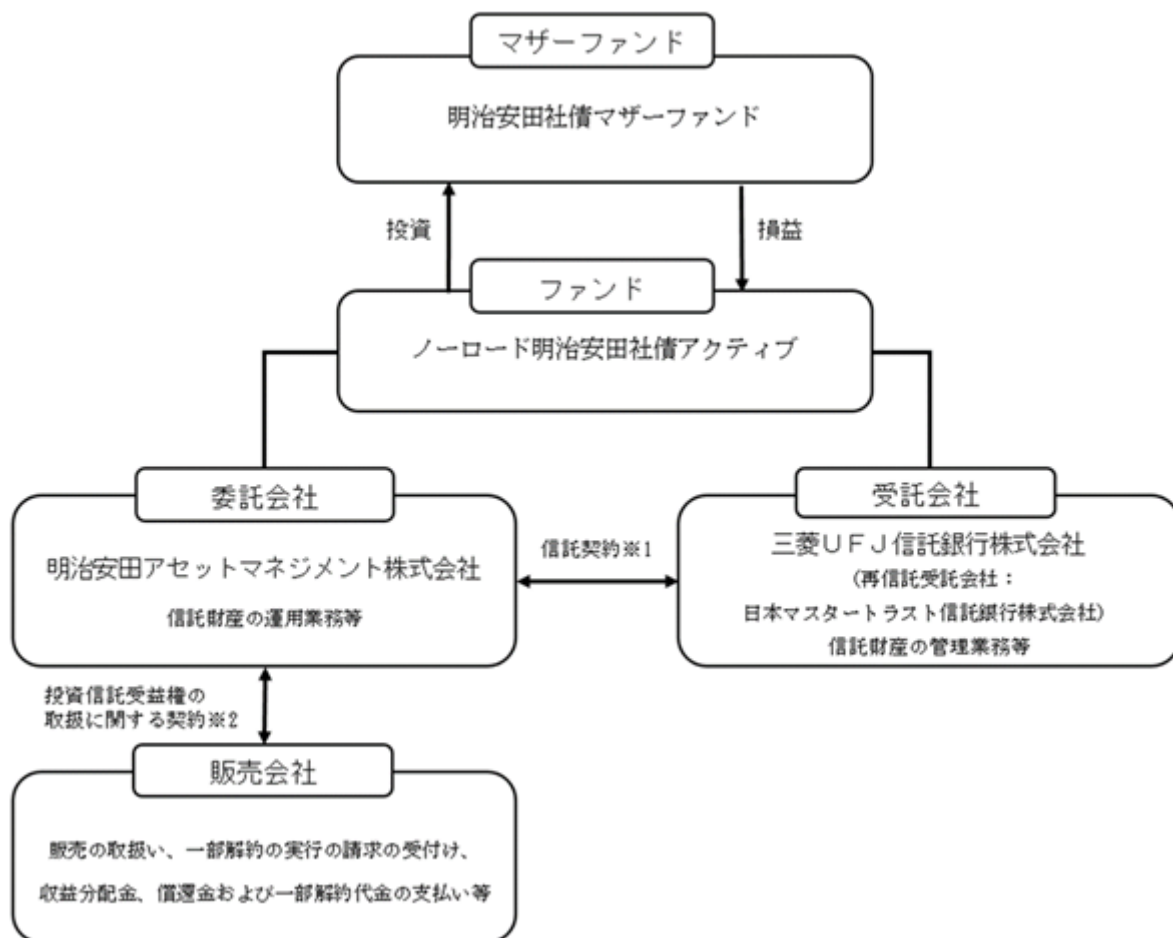 マザーファンド
明治安田社債マザーファンド
投資
損益
ファンド
ノーロード明治安田社債アクティブ
委託会社
明治安田アセットマネジメント株式会社
信託財産の運用業務等
信託契約※1
受託会社
三菱ＵＦＪ信託銀行株式会社
(再信託受託会社：
日本マスタートラスト信託銀行株式会社)
信託財産の管理業務等
投資信託受益権の
取扱に関する契約※2
販売会社
販売の取扱い、一部解約の実行の請求の受付け、
収益分配金、償還金および一部解約代金の支払い等